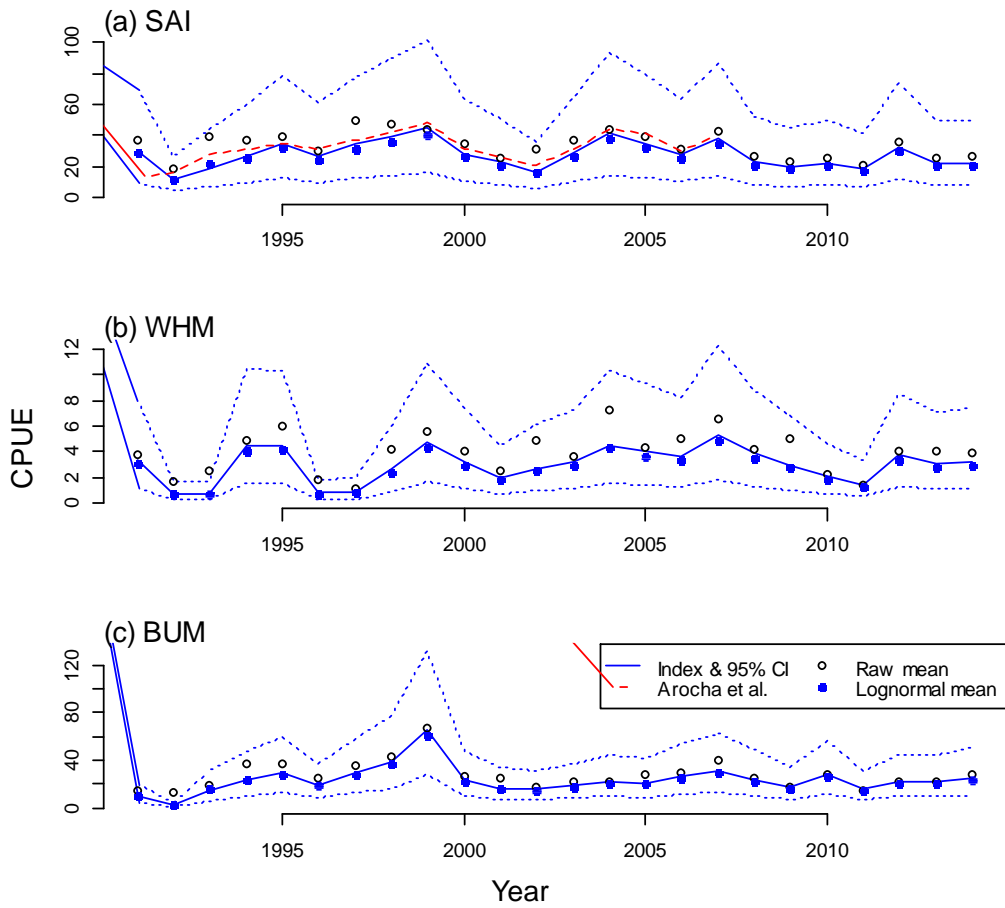 (a) SAI
100
60
20
0
1995 2000 2005 2010
(b) WHM
12
8
6
4
2
0
1995 2000 2005 2010
CPUE
(c) BUM
120
80
40
0
Index & 95% CI
Arocha et al.
Raw mean
Lognormal mean
1995 2000 2005 2010
Year